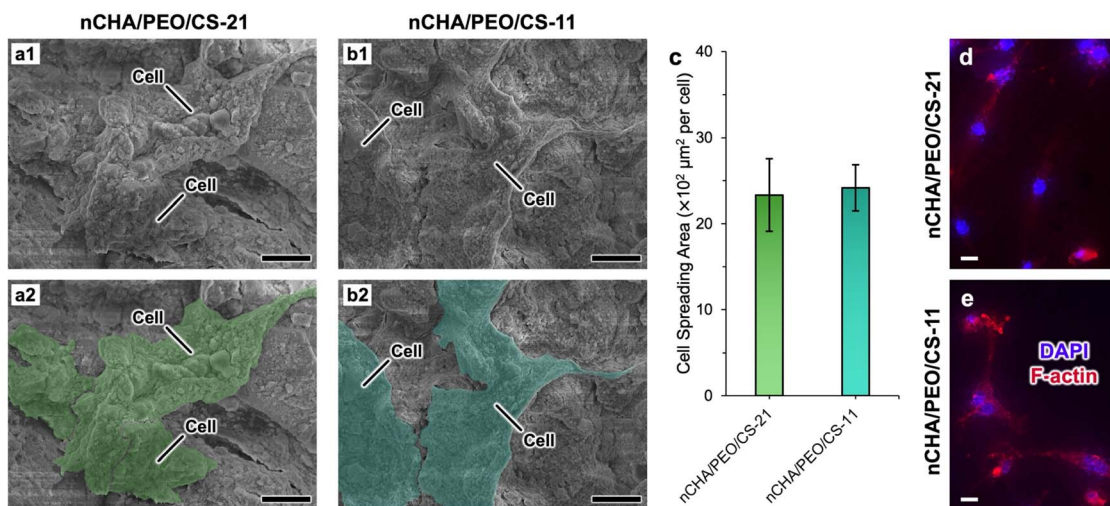 nCHA/PEO/CS-21
nCHA/PEO/CS-11
a1
Cell
Cell
b1
Cell
Cell
a2
Cell
Cell
b2
Cell
Cell
c
Cell Spreading Area (×10² μm² per cell)
40
30
20
10
0
nCHA/PEO/CS-21
nCHA/PEO/CS-11
nCHA/PEO/CS-21
d
nCHA/PEO/CS-11
e
DAPI
F-actin